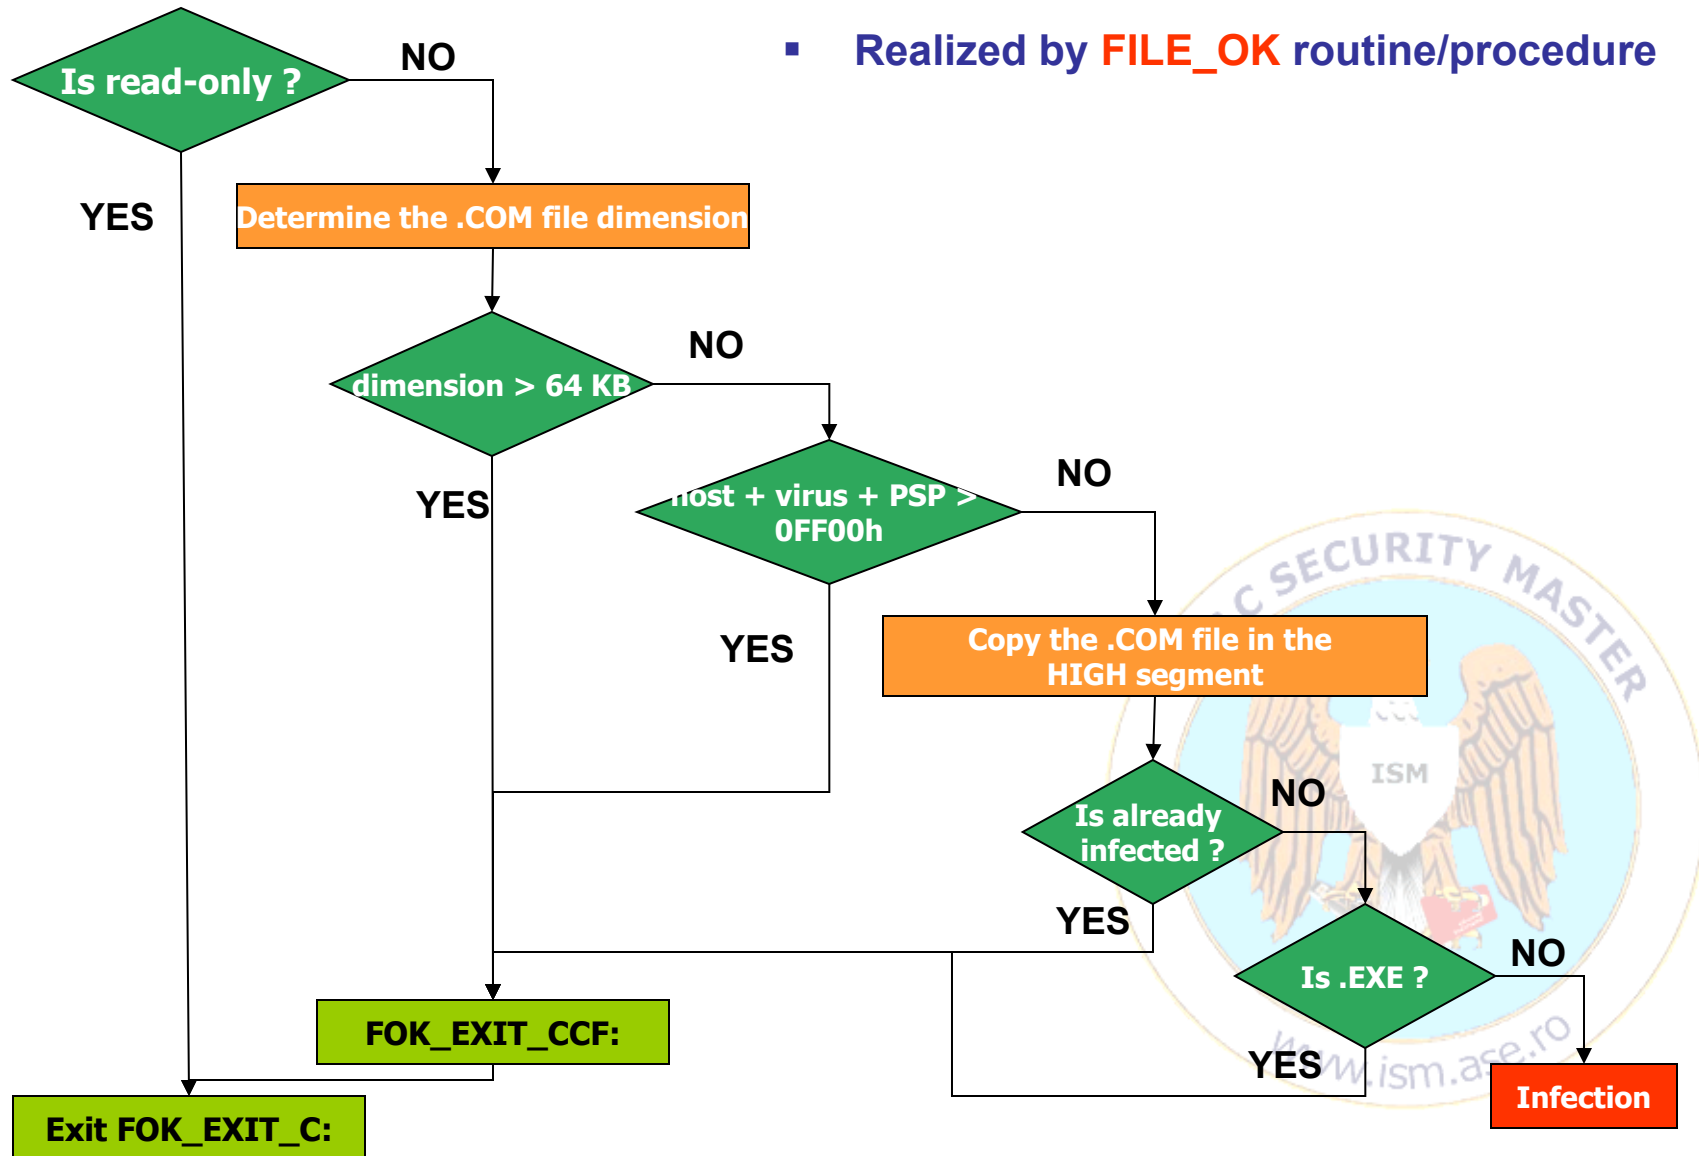 ▪ Realized by FILE_OK routine/procedure
Is read-only ?
NO
YES
Determine the .COM file dimension
dimension > 64 KB
NO
YES
host + virus + PSP >
0FF00h
NO
YES
Copy the .COM file in the
HIGH segment
Is already
infected ?
NO
YES
Is .EXE ?
NO
YES
FOK_EXIT_CCF:
Exit FOK_EXIT_C:
Infection
C SECURITY MASTER
ISM
www.ism.ase.ro